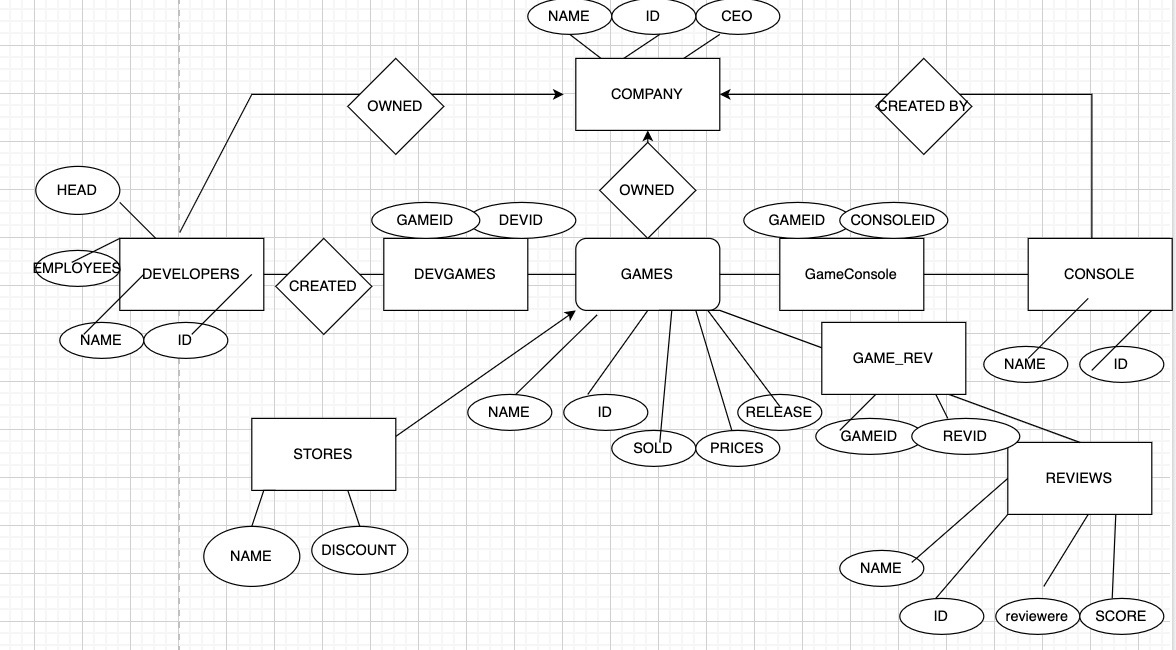 NAME
ID
CEO
COMPANY
OWNED
CREATED BY
HEAD
OWNED
GAMEID
DEVID
GAMEID
CONSOLEID
EMPLOYEES
DEVELOPERS
CREATED
DEVGAMES
GAMES
GameConsole
CONSOLE
NAME
ID
GAME_REV
NAME
ID
NAME
ID
RELEASE
SOLD
PRICES
GAMEID
REVID
STORES
REVIEWS
NAME
DISCOUNT
NAME
ID
reviewere
SCORE